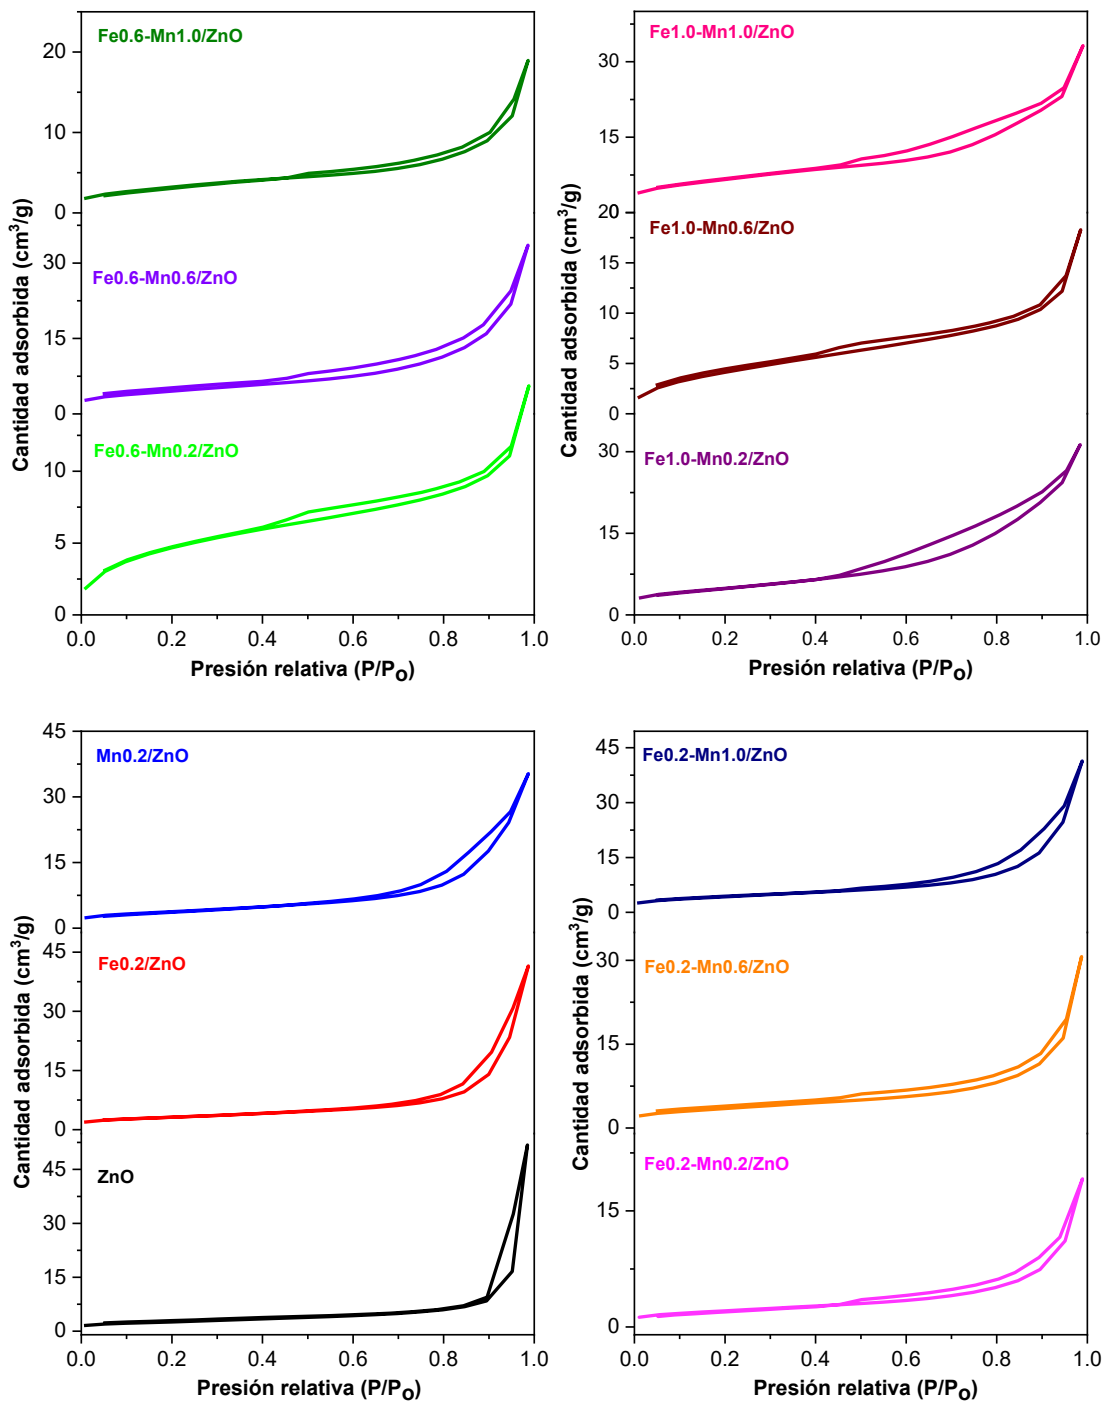 Cantidad adsorbida (cm³/g)
20
10
0
Fe0.6-Mn1.0/ZnO
30
15
0
Fe0.6-Mn0.6/ZnO
10
5
0
Fe0.6-Mn0.2/ZnO
0.0 0.2 0.4 0.6 0.8 1.0
Presión relativa (P/Po)
Cantidad adsorbida (cm³/g)
30
15
Fe1.0-Mn1.0/ZnO
20
15
10
5
0
Fe1.0-Mn0.6/ZnO
30
15
0
Fe1.0-Mn0.2/ZnO
0.0 0.2 0.4 0.6 0.8 1.0
Presión relativa (P/Po)
Cantidad adsorbida (cm³/g)
45
30
15
0
Mn0.2/ZnO
45
30
15
0
Fe0.2/ZnO
45
30
15
0
ZnO
0.0 0.2 0.4 0.6 0.8 1.0
Presión relativa (P/Po)
Cantidad adsorbida (cm³/g)
45
30
15
0
Fe0.2-Mn1.0/ZnO
30
15
0
Fe0.2-Mn0.6/ZnO
15
0
Fe0.2-Mn0.2/ZnO
0.0 0.2 0.4 0.6 0.8 1.0
Presión relativa (P/Po)